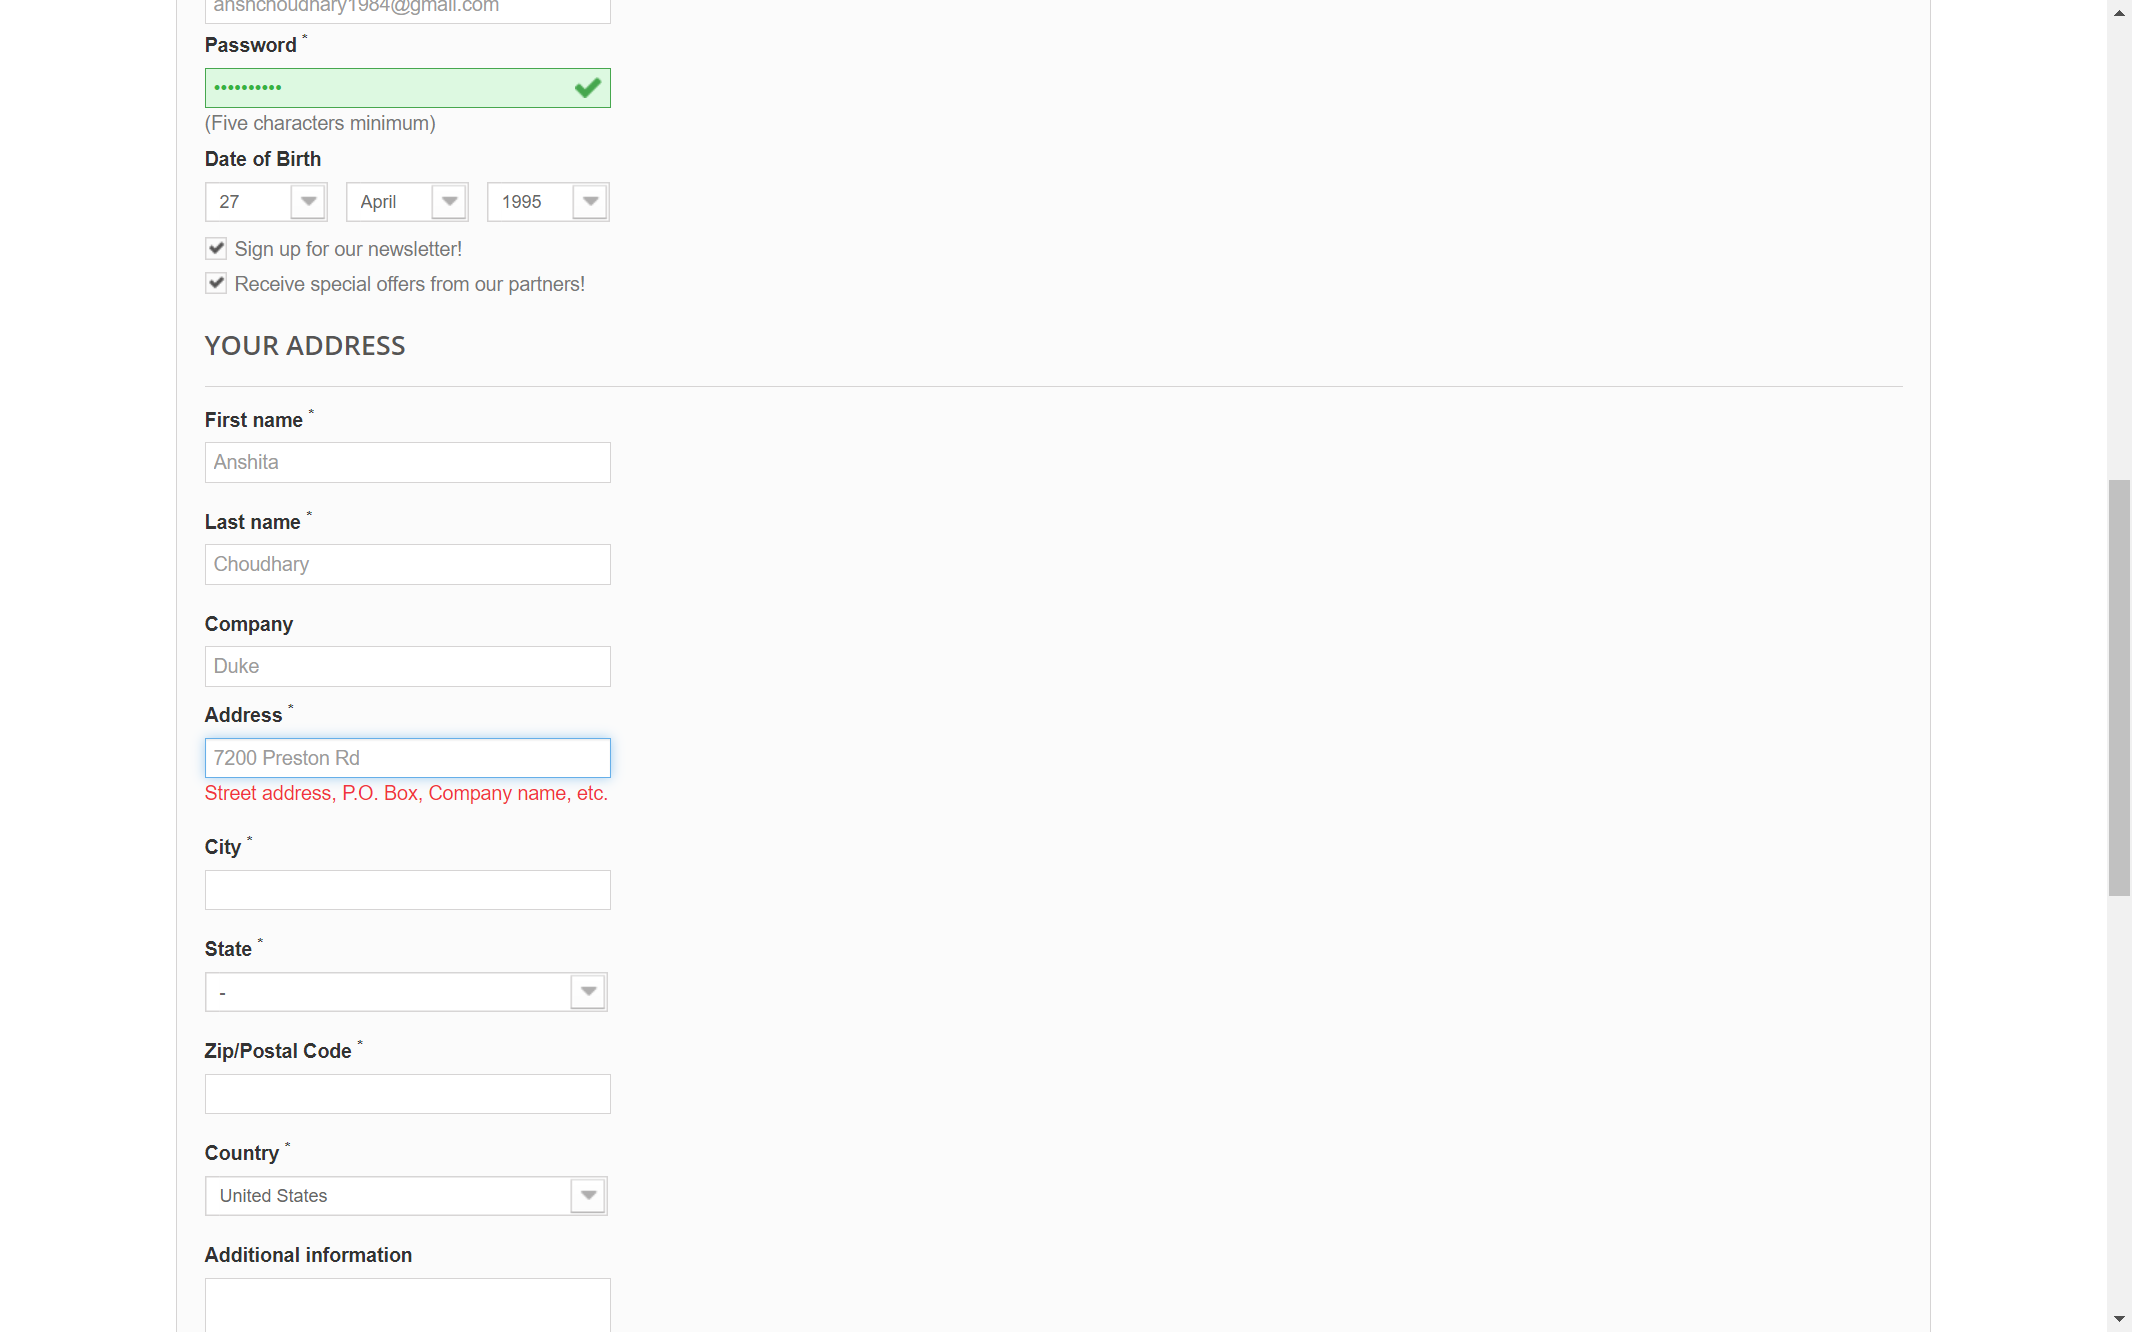 anshchoudhary1984@gmail.com
Password *
••••••••••
(Five characters minimum)
Date of Birth
27 April 1995
Sign up for our newsletter!
Receive special offers from our partners!
YOUR ADDRESS
First name *
Anshita
Last name *
Choudhary
Company
Duke
Address *
7200 Preston Rd
Street address, P.O. Box, Company name, etc.
City *
State *
-
Zip/Postal Code *
Country *
United States
Additional information